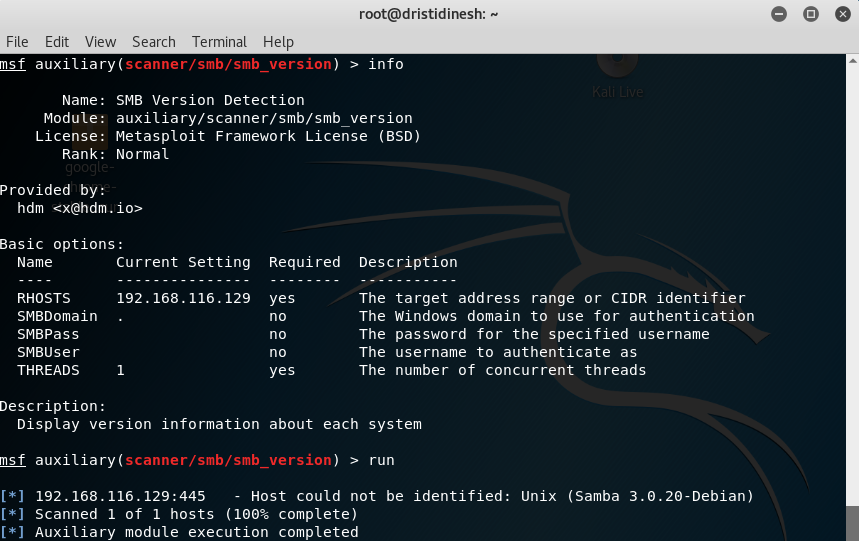 root@dristidinesh: ~
File Edit View Search Terminal Help
msf auxiliary(scanner/smb/smb_version) > info
Kali Live
Name: SMB Version Detection
Module: auxiliary/scanner/smb/smb_version
License: Metasploit Framework License (BSD)
Rank: Normal
google-
Provided by:
hdm <x@hdm.io>
Basic options:
Name Current Setting Required Description
---- --------------- -------- -----------
RHOSTS 192.168.116.129 yes The target address range or CIDR identifier
SMBDomain . no The Windows domain to use for authentication
SMBPass no The password for the specified username
SMBUser no The username to authenticate as
THREADS 1 yes The number of concurrent threads
Description:
Display version information about each system
msf auxiliary(scanner/smb/smb_version) > run
[*] 192.168.116.129:445 - Host could not be identified: Unix (Samba 3.0.20-Debian)
[*] Scanned 1 of 1 hosts (100% complete)
[*] Auxiliary module execution completed